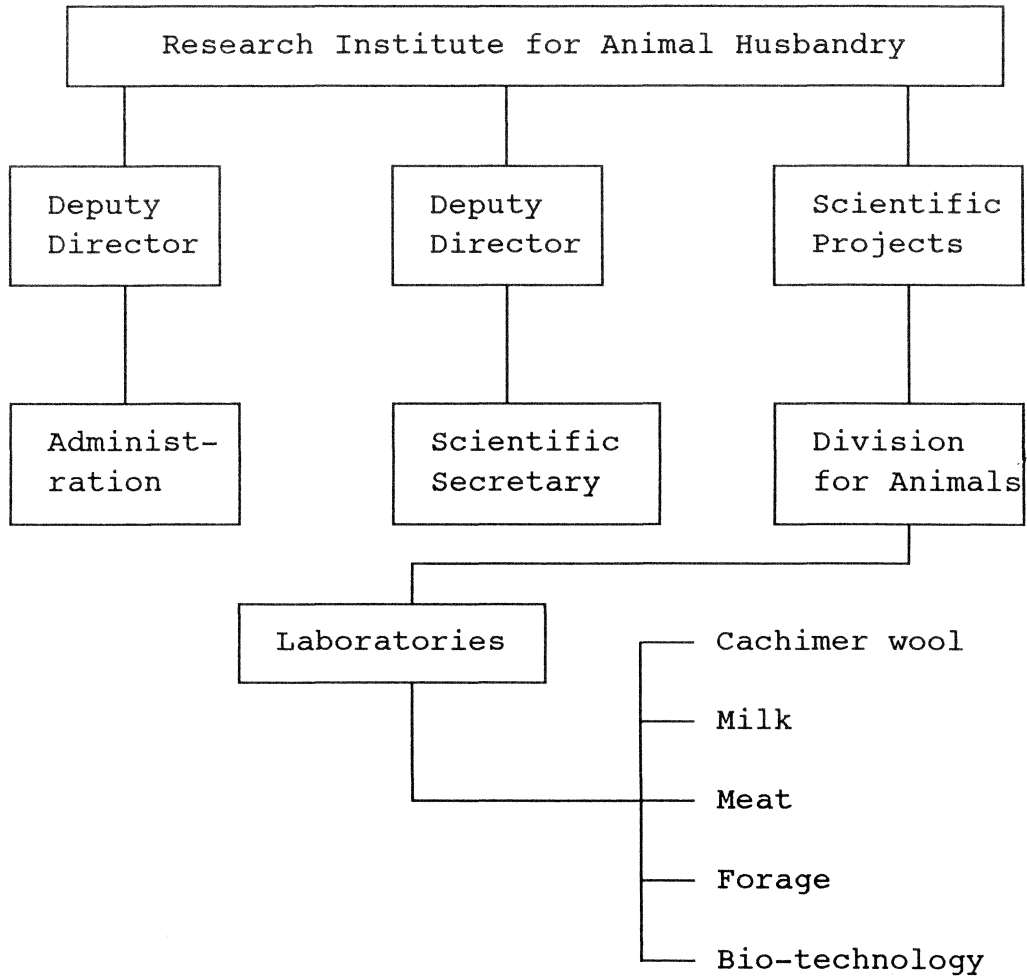 Research Institute for Animal Husbandry
Deputy
Director
Deputy
Director
Scientific
Projects
Administ-
ration
Scientific
Secretary
Division
for Animals
Laboratories
Cachimer wool
Milk
Meat
Forage
Bio-technology